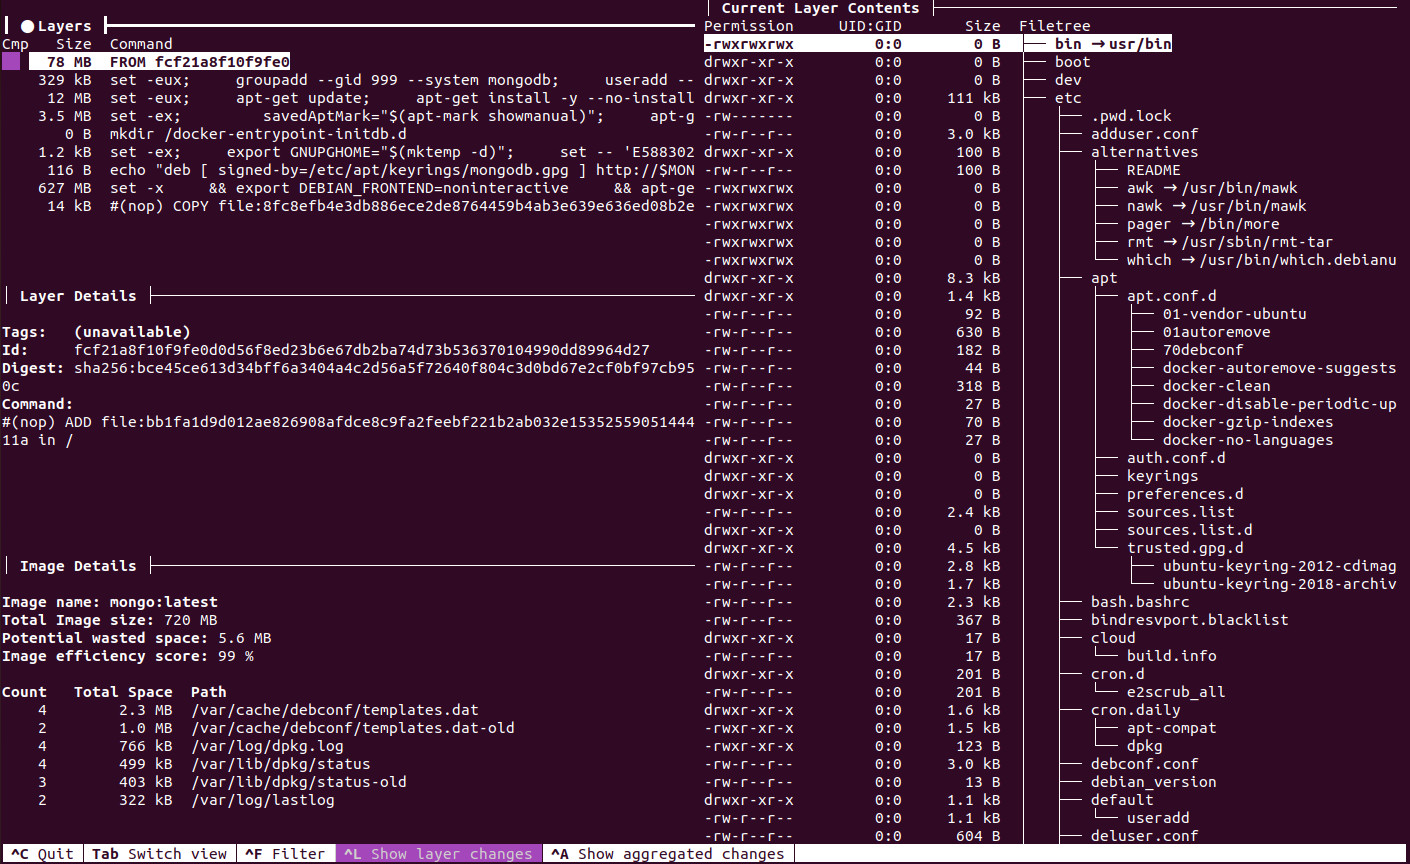 Layers
Cmp Size Command
78 MB FROM fcf21a8f10f9fe0
329 kB set -eux; groupadd --gid 999 --system mongodb; useradd --
12 MB set -eux; apt-get update; apt-get install -y --no-install
3.5 MB set -ex; savedAptMark="$(apt-mark showmanual)"; apt-g
0 B mkdir /docker-entrypoint-initdb.d
1.2 kB set -ex; export GNUPGHOME="$(mktemp -d)"; set -- 'E588302
116 B echo "deb [ signed-by=/etc/apt/keyrings/mongodb.gpg ] http://$MON
627 MB set -x && export DEBIAN_FRONTEND=noninteractive && apt-ge
14 kB #(nop) COPY file:8fc8efb4e3db886ece2de8764459b4ab3e639e636ed08b2e
Layer Details
Tags: (unavailable)
Id: fcf21a8f10f9fe0d0d56f8ed23b6e67db2ba74d73b536370104990dd89964d27
Digest: sha256:bce45ce613d34bff6a3404a4c2d56a5f72640f804c3d0bd67e2cf0bf97cb95
0c
Command:
#(nop) ADD file:bb1fa1d9d012ae826908afdce8c9fa2feebf221b2ab032e15352559051444
11a in /
Image Details
Image name: mongo:latest
Total Image size: 720 MB
Potential wasted space: 5.6 MB
Image efficiency score: 99 %
Count Total Space Path
4 2.3 MB /var/cache/debconf/templates.dat
2 1.0 MB /var/cache/debconf/templates.dat-old
4 766 kB /var/log/dpkg.log
4 499 kB /var/lib/dpkg/status
3 403 kB /var/lib/dpkg/status-old
2 322 kB /var/log/lastlog
Current Layer Contents
Permission UID:GID Size Filetree
-rwxrwxrwx 0:0 0 B bin → usr/bin
drwxr-xr-x 0:0 0 B boot
drwxr-xr-x 0:0 0 B dev
drwxr-xr-x 0:0 111 kB etc
-rw------- 0:0 0 B .pwd.lock
-rw-r--r-- 0:0 3.0 kB adduser.conf
drwxr-xr-x 0:0 100 B alternatives
-rw-r--r-- 0:0 100 B README
-rwxrwxrwx 0:0 0 B awk → /usr/bin/mawk
-rwxrwxrwx 0:0 0 B nawk → /usr/bin/mawk
-rwxrwxrwx 0:0 0 B pager → /bin/more
-rwxrwxrwx 0:0 0 B rmt → /usr/sbin/rmt-tar
-rwxrwxrwx 0:0 0 B which → /usr/bin/which.debianu
drwxr-xr-x 0:0 8.3 kB apt
drwxr-xr-x 0:0 1.4 kB apt.conf.d
-rw-r--r-- 0:0 92 B 01-vendor-ubuntu
-rw-r--r-- 0:0 630 B 01autoremove
-rw-r--r-- 0:0 182 B 70debconf
-rw-r--r-- 0:0 44 B docker-autoremove-suggests
-rw-r--r-- 0:0 318 B docker-clean
-rw-r--r-- 0:0 27 B docker-disable-periodic-up
-rw-r--r-- 0:0 70 B docker-gzip-indexes
-rw-r--r-- 0:0 27 B docker-no-languages
drwxr-xr-x 0:0 0 B auth.conf.d
drwxr-xr-x 0:0 0 B keyrings
drwxr-xr-x 0:0 0 B preferences.d
-rw-r--r-- 0:0 2.4 kB sources.list
drwxr-xr-x 0:0 0 B sources.list.d
drwxr-xr-x 0:0 4.5 kB trusted.gpg.d
-rw-r--r-- 0:0 2.8 kB ubuntu-keyring-2012-cdimag
-rw-r--r-- 0:0 1.7 kB ubuntu-keyring-2018-archiv
-rw-r--r-- 0:0 2.3 kB bash.bashrc
-rw-r--r-- 0:0 367 B bindresvport.blacklist
drwxr-xr-x 0:0 17 B cloud
-rw-r--r-- 0:0 17 B build.info
drwxr-xr-x 0:0 201 B cron.d
-rw-r--r-- 0:0 201 B e2scrub_all
drwxr-xr-x 0:0 1.6 kB cron.daily
-rwxr-xr-x 0:0 1.5 kB apt-compat
-rwxr-xr-x 0:0 123 B dpkg
-rw-r--r-- 0:0 3.0 kB debconf.conf
-rw-r--r-- 0:0 13 B debian_version
drwxr-xr-x 0:0 1.1 kB default
-rw-r--r-- 0:0 1.1 kB useradd
-rw-r--r-- 0:0 604 B deluser.conf
^C Quit Tab Switch view ^F Filter ^L Show layer changes ^A Show aggregated changes